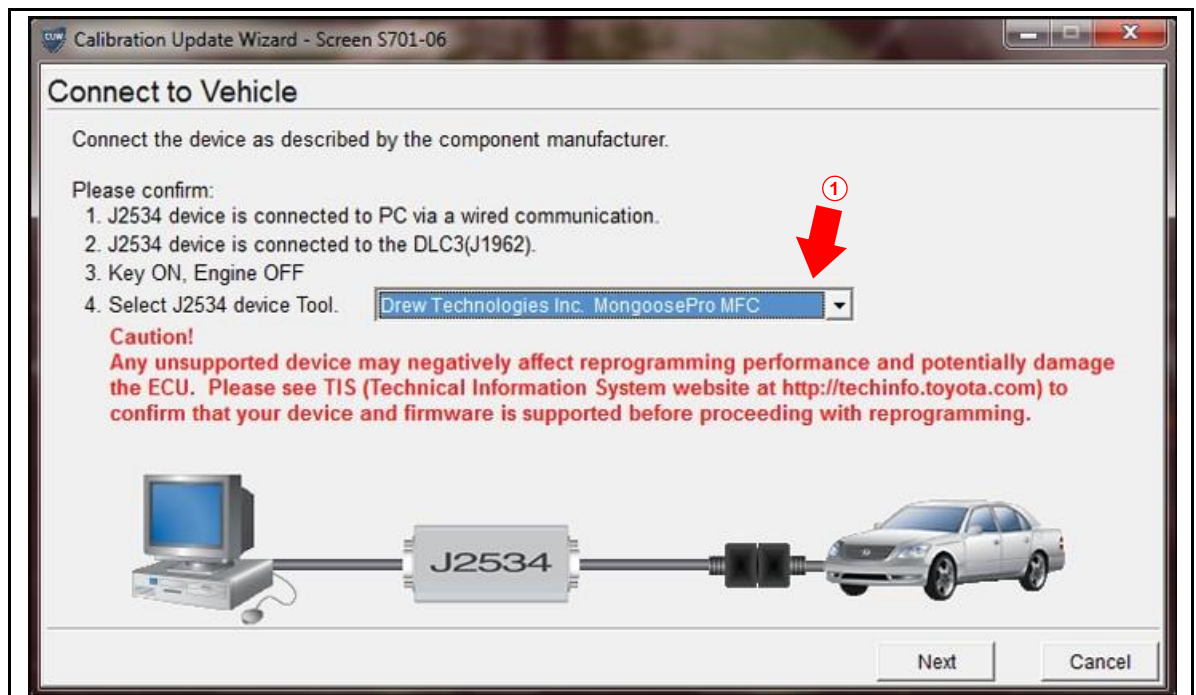 CUW Calibration Update Wizard - Screen S701-06
Connect to Vehicle
Connect the device as described by the component manufacturer.
Please confirm:
1. J2534 device is connected to PC via a wired communication.
2. J2534 device is connected to the DLC3(J1962).
3. Key ON, Engine OFF
4. Select J2534 device Tool. Drew Technologies Inc. MongoosePro MFC
1
Caution!
Any unsupported device may negatively affect reprogramming performance and potentially damage
the ECU. Please see TIS (Technical Information System website at http://techinfo.toyota.com) to
confirm that your device and firmware is supported before proceeding with reprogramming.
J2534
Next Cancel